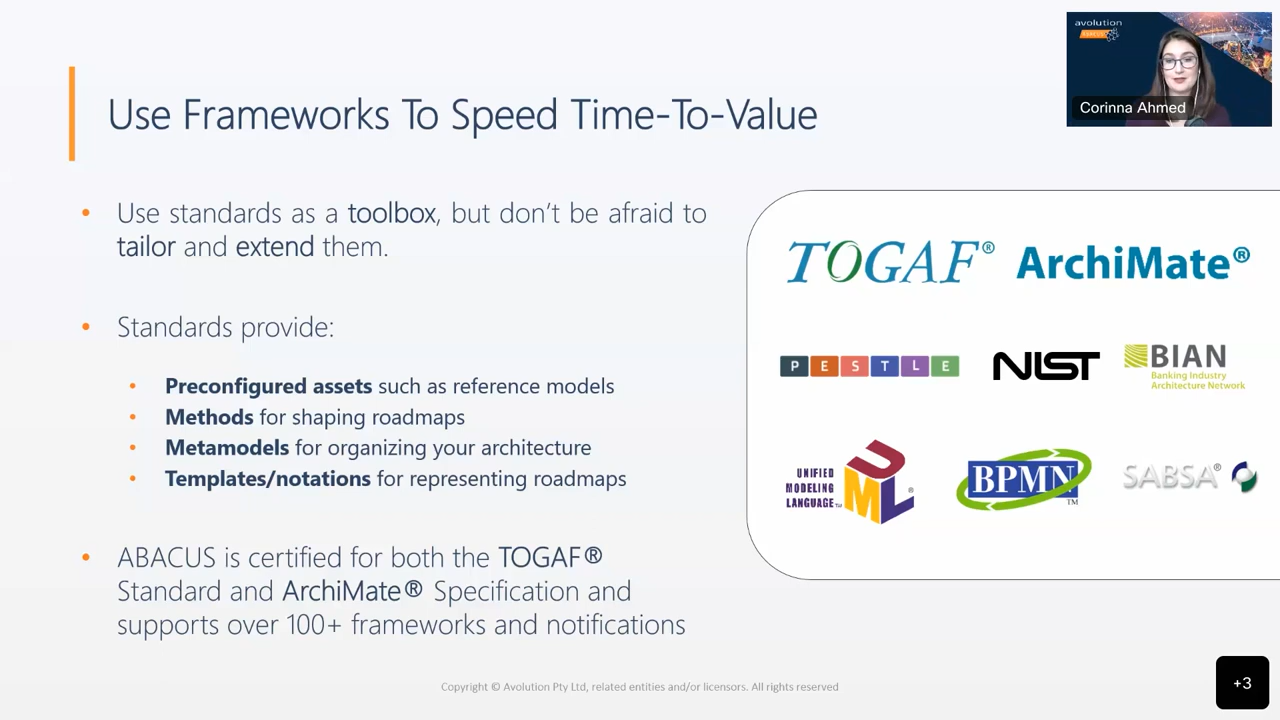 avolution
ABACUS
Corinna Ahmed
Use Frameworks To Speed Time-To-Value
• Use standards as a toolbox, but don’t be afraid to
tailor and extend them.
• Standards provide:
• Preconfigured assets such as reference models
• Methods for shaping roadmaps
• Metamodels for organizing your architecture
• Templates/notations for representing roadmaps
• ABACUS is certified for both the TOGAF®
Standard and ArchiMate® Specification and
supports over 100+ frameworks and notifications
TOGAF® ArchiMate®
PESTLE NIST BIAN
Banking Industry
Architecture Network
UNIFIED
MODELING
LANGUAGE™
UML®
BPMN™
SABSA®
Copyright © Avolution Pty Ltd, related entities and/or licensors. All rights reserved
+3